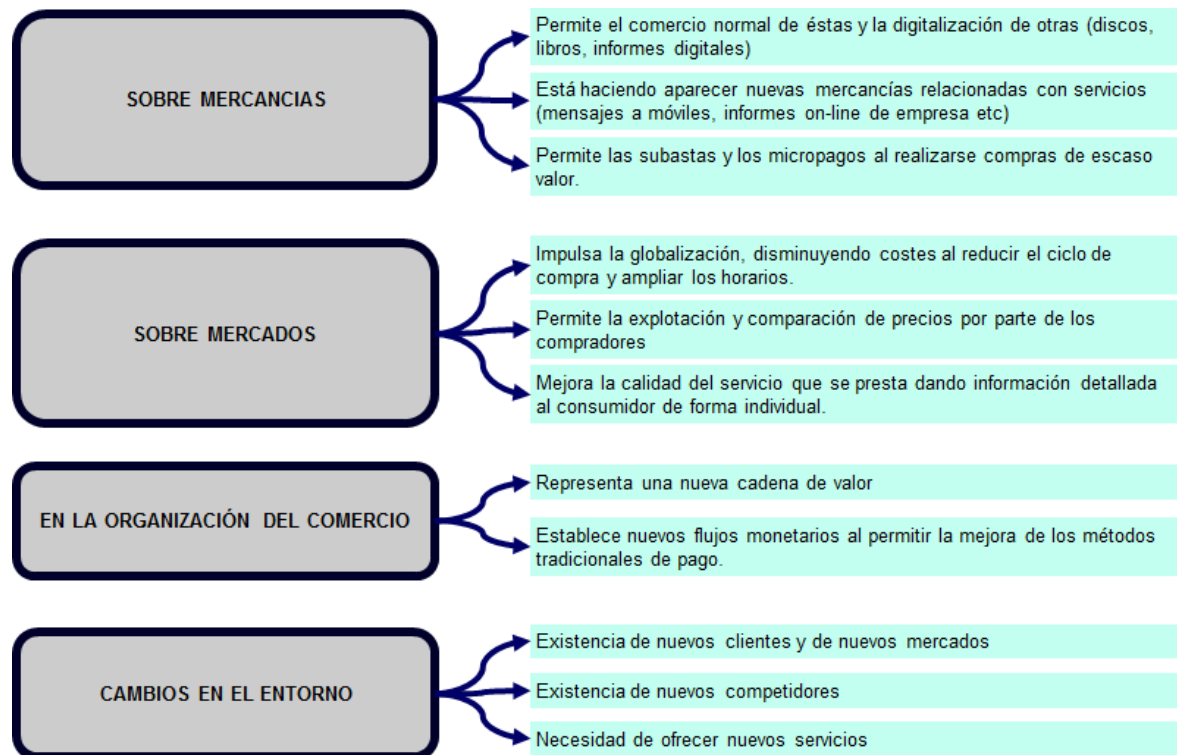 SOBRE MERCANCIAS
Permite el comercio normal de éstas y la digitalización de otras (discos,
libros, informes digitales)
Está haciendo aparecer nuevas mercancías relacionadas con servicios
(mensajes a móviles, informes on-line de empresa etc)
Permite las subastas y los micropagos al realizarse compras de escaso
valor.
SOBRE MERCADOS
Impulsa la globalización, disminuyendo costes al reducir el ciclo de
compra y ampliar los horarios.
Permite la explotación y comparación de precios por parte de los
compradores
Mejora la calidad del servicio que se presta dando información detallada
al consumidor de forma individual.
EN LA ORGANIZACIÓN DEL COMERCIO
Representa una nueva cadena de valor
Establece nuevos flujos monetarios al permitir la mejora de los métodos
tradicionales de pago.
CAMBIOS EN EL ENTORNO
Existencia de nuevos clientes y de nuevos mercados
Existencia de nuevos competidores
Necesidad de ofrecer nuevos servicios